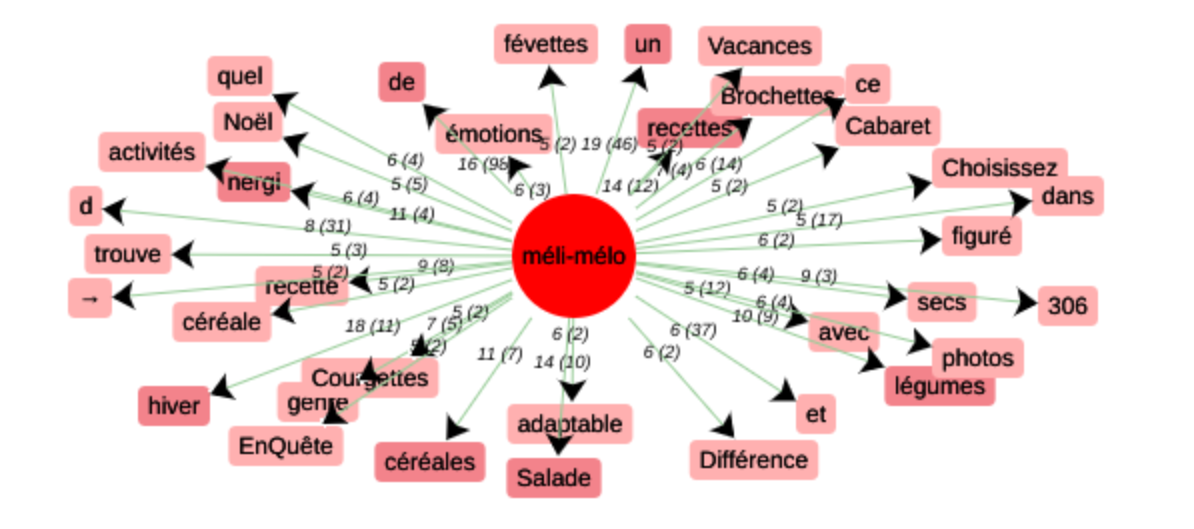 févettes
un
Vacances
quel
de
Brochettes
ce
Noël
émotions
recettes
Cabaret
5 (2)
19 (46)
5 (2)
activités
6 (4)
16 (98
6 (14)
Choisissez
nergi
5 (5)
6 (3)
14 (12)
5 (2)
dans
d
6 (4)
11 (4)
5 (2)
5 (17)
8 (31)
figuré
trouve
5 (3)
méli-mélo
6 (2)
5 (2)
9 (8)
recette
5 (2)
6 (4)
9 (3)
→
5 (12)
secs
306
céréale
18 (11)
7 (5)
5 (2)
6 (2)
6 (37)
6 (4)
10 (9)
avec
11 (7)
14 (10)
6 (2)
photos
Courgettes
légumes
hiver
genre
adaptable
et
EnQuête
céréales
Salade
Différence